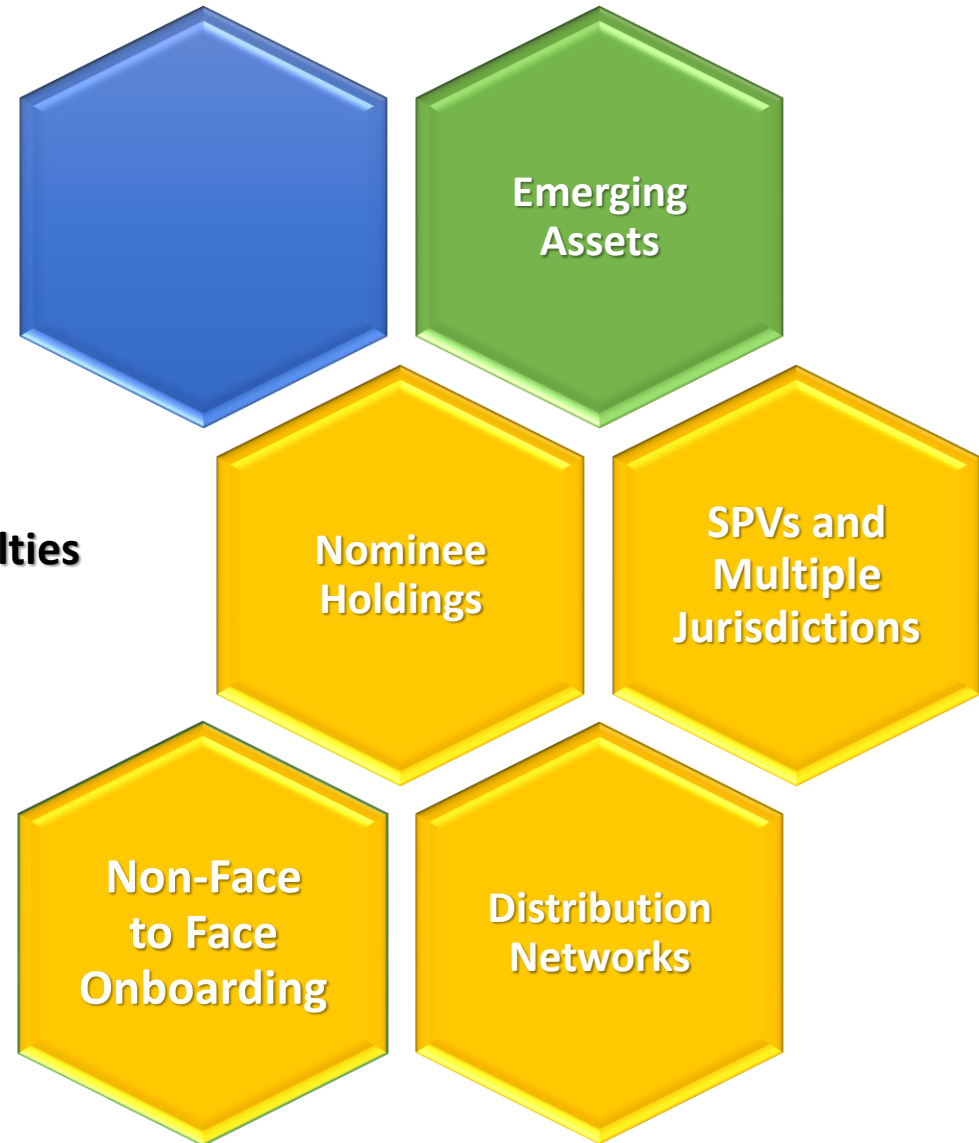 Emerging
Assets
lties
Nominee
Holdings
SPVs and
Multiple
Jurisdictions
Non-Face
to Face
Onboarding
Distribution
Networks